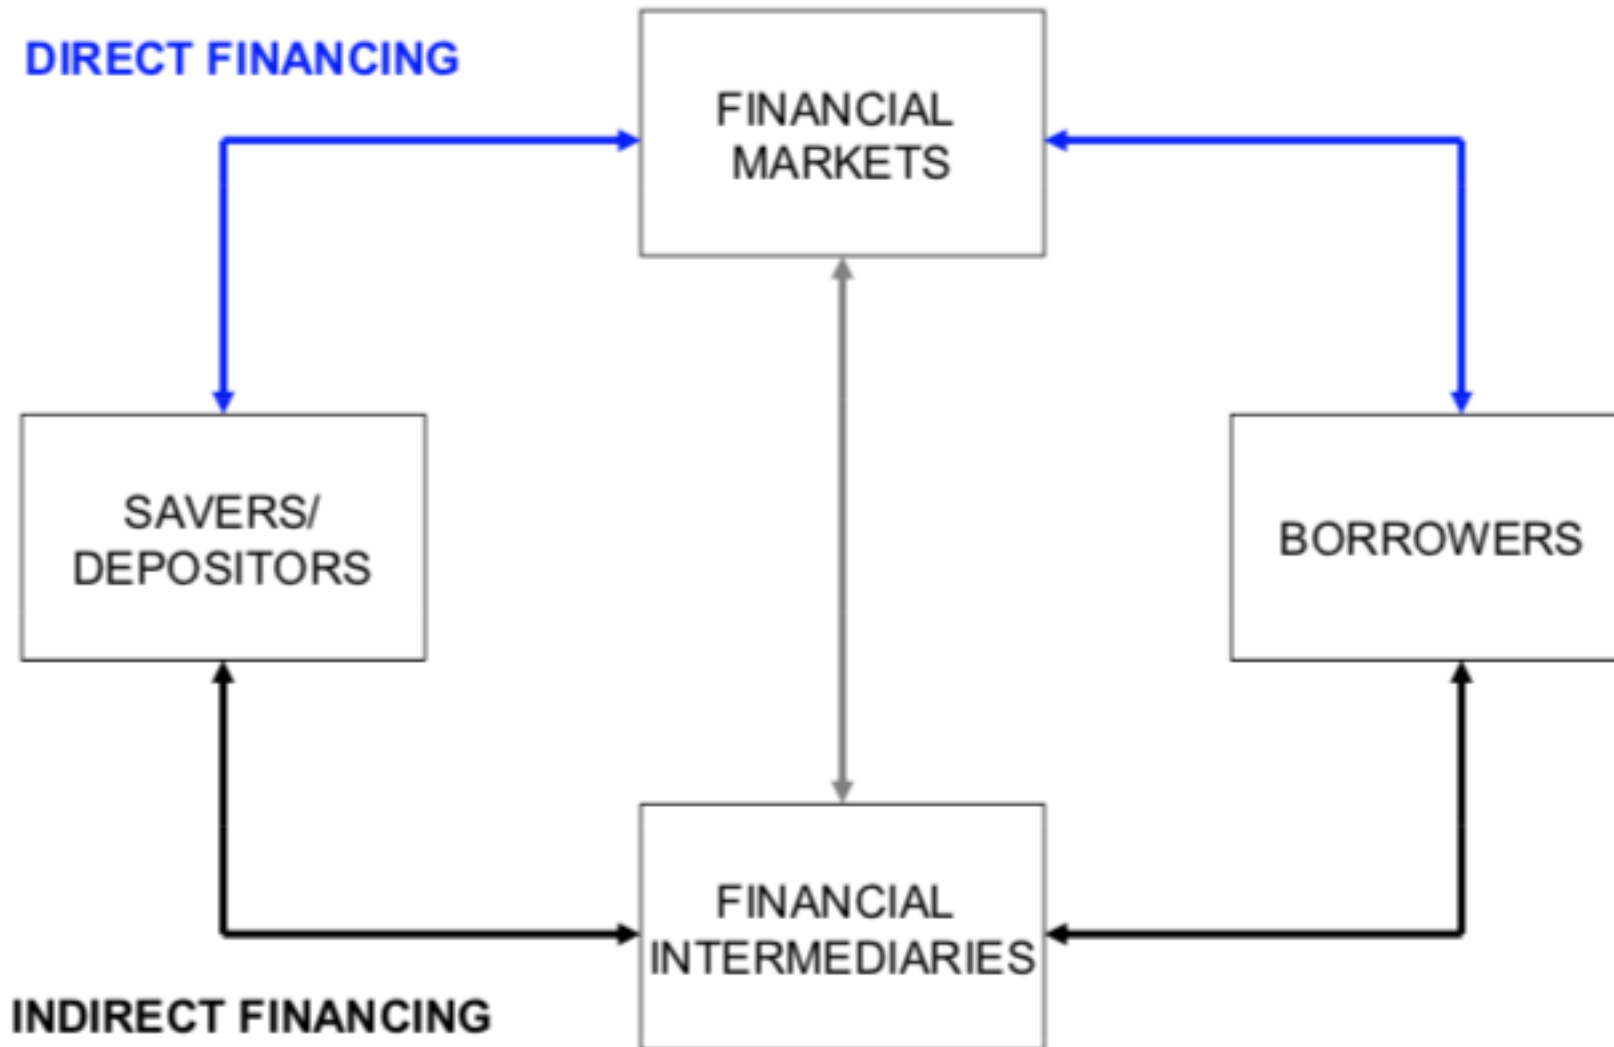 DIRECT FINANCING
FINANCIAL
MARKETS
SAVERS/
DEPOSITORS
BORROWERS
FINANCIAL
INTERMEDIARIES
INDIRECT FINANCING